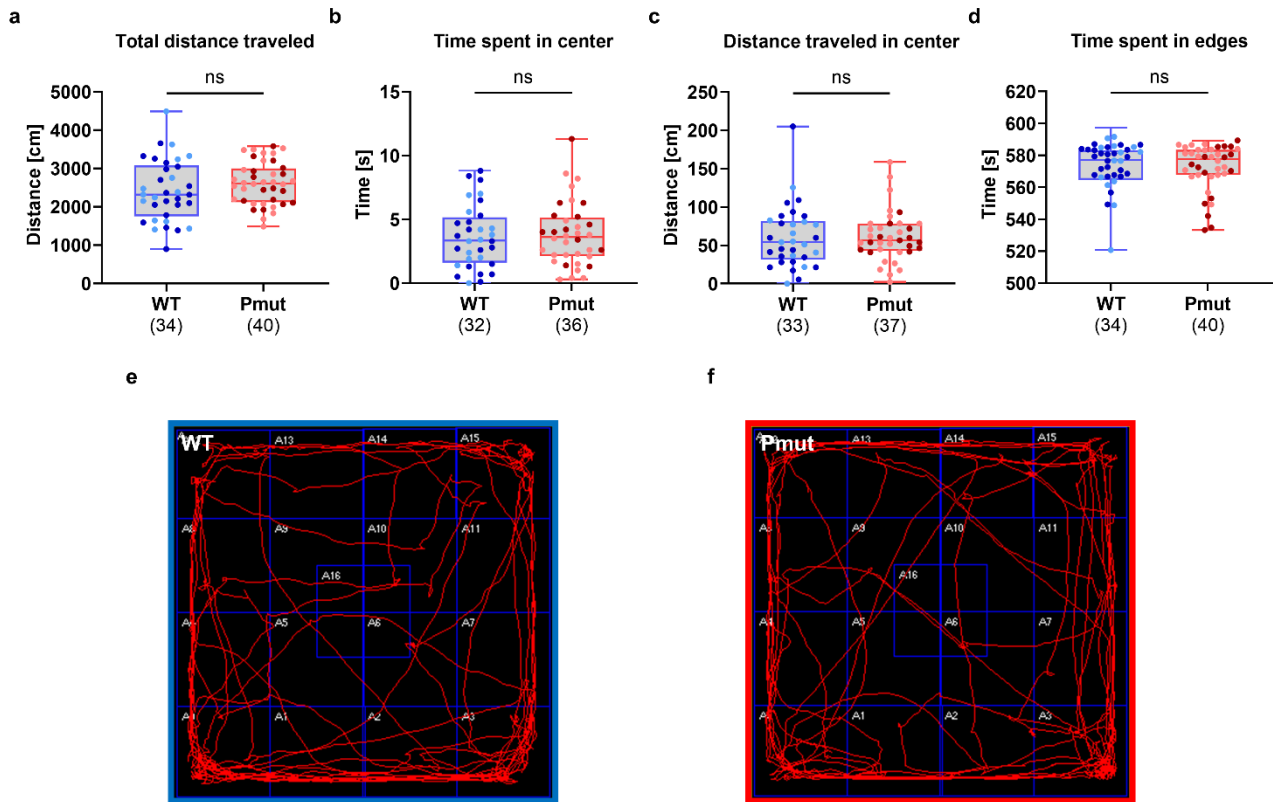 a
Total distance traveled
ns
Distance [cm]
5000
4000
3000
2000
1000
0
WT
(34)
Pmut
(40)
b
Time spent in center
ns
Time [s]
15
10
5
0
WT
(32)
Pmut
(36)
c
Distance traveled in center
ns
Distance [cm]
250
200
150
100
50
0
WT
(33)
Pmut
(37)
d
Time spent in edges
ns
Time [s]
620
600
580
560
540
520
500
WT
(34)
Pmut
(40)
e
WT
A13
A14
A15
A9
A10
A11
A16
A5
A6
A7
A1
A2
A3
f
Pmut
A13
A14
A15
A9
A10
A11
A16
A5
A6
A7
A1
A2
A3